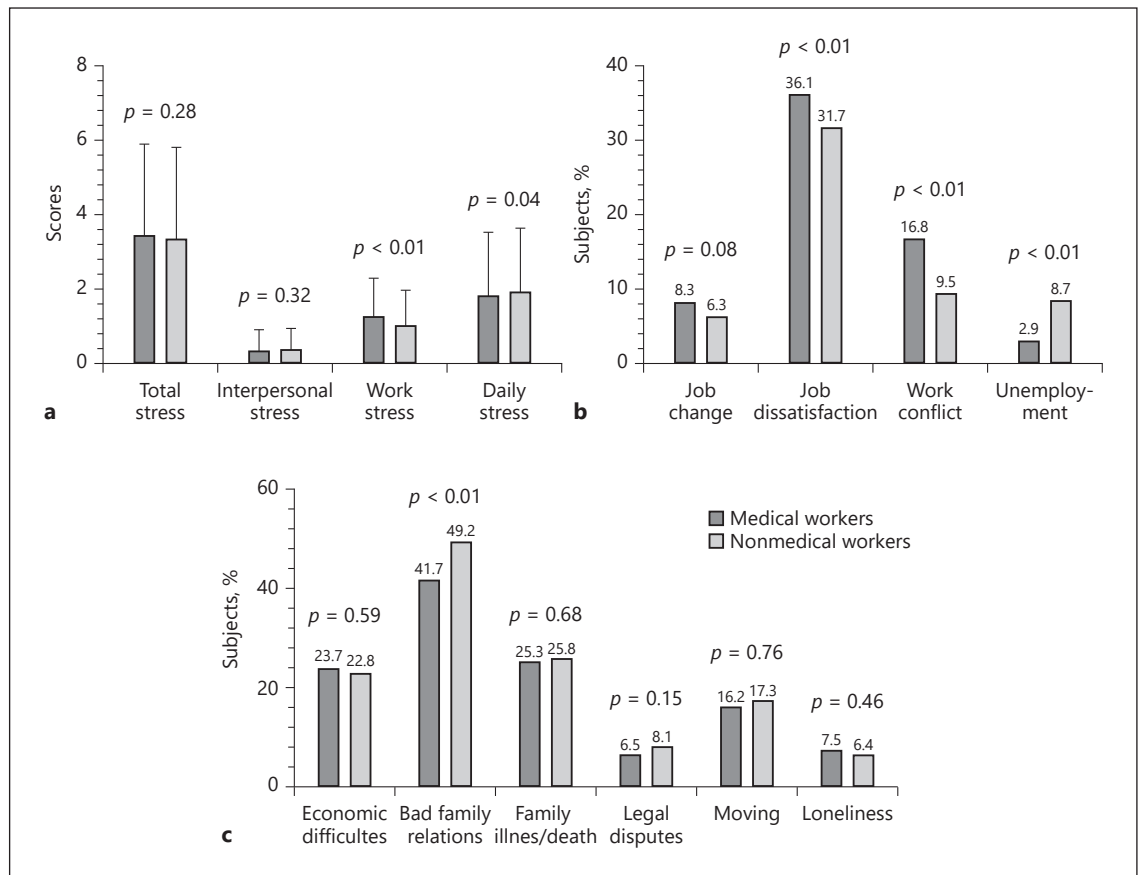 8
6
4
2
0
Scores
p = 0.28
p = 0.32
p < 0.01
p = 0.04
Total
stress
Interpersonal
stress
Work
stress
Daily
stress
a
40
30
20
10
0
Subjects, %
p = 0.08
8.3
6.3
p < 0.01
36.1
31.7
p < 0.01
16.8
9.5
p < 0.01
2.9
8.7
Job
change
Job
dissatisfaction
Work
conflict
Unemploy-
ment
b
60
40
20
0
Subjects, %
p = 0.59
23.7
22.8
p < 0.01
41.7
49.2
p = 0.68
25.3
25.8
p = 0.15
6.5
8.1
p = 0.76
16.2
17.3
p = 0.46
7.5
6.4
Medical workers
Nonmedical workers
Economic
difficultes
Bad family
relations
Family
illnes/death
Legal
disputes
Moving
Loneliness
c